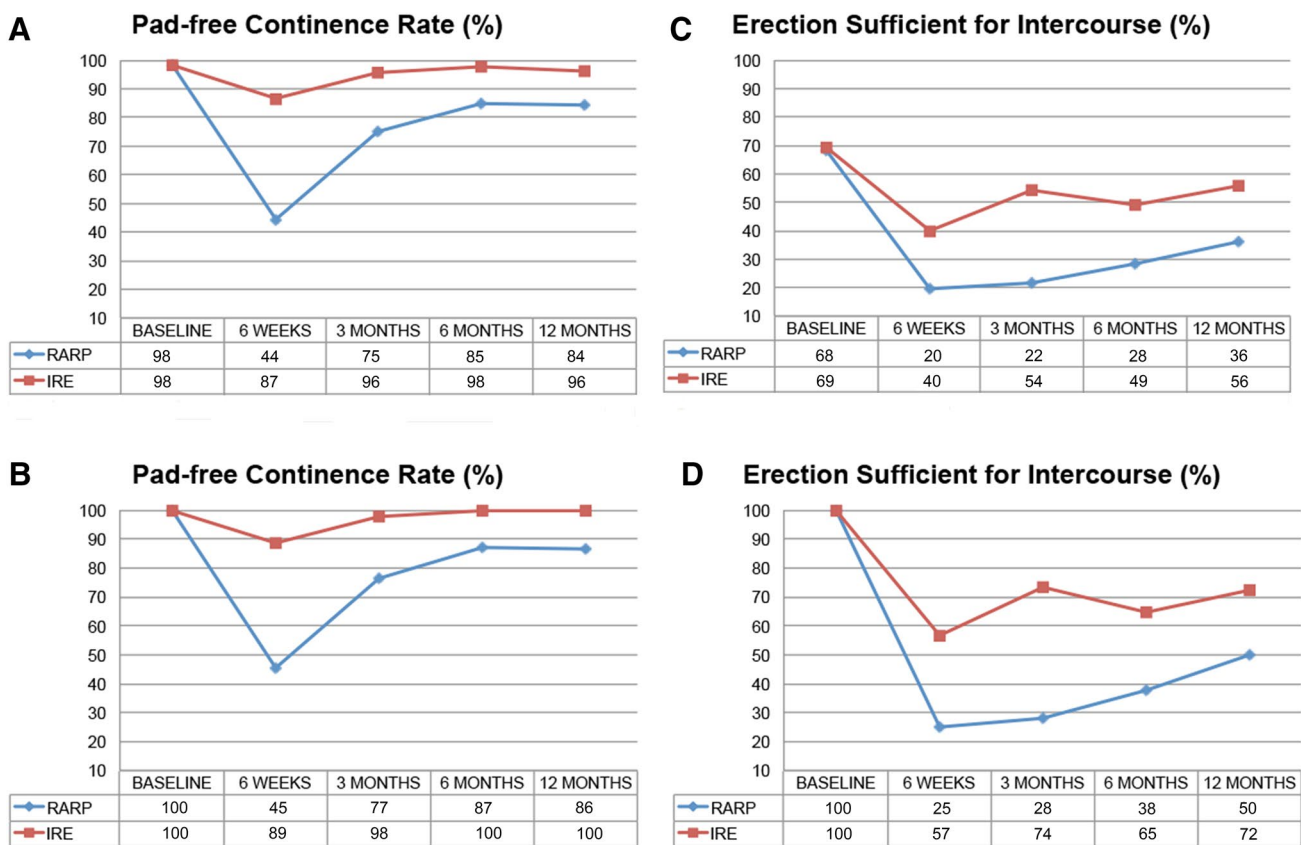 A
Pad-free Continence Rate (%)
100
90
80
70
60
50
40
30
20
10
BASELINE 6 WEEKS 3 MONTHS 6 MONTHS 12 MONTHS
RARP 98 44 75 85 84
IRE 98 87 96 98 96
C
Erection Sufficient for Intercourse (%)
100
90
80
70
60
50
40
30
20
10
BASELINE 6 WEEKS 3 MONTHS 6 MONTHS 12 MONTHS
RARP 68 20 22 28 36
IRE 69 40 54 49 56
B
Pad-free Continence Rate (%)
100
90
80
70
60
50
40
30
20
10
BASELINE 6 WEEKS 3 MONTHS 6 MONTHS 12 MONTHS
RARP 100 45 77 87 86
IRE 100 89 98 100 100
D
Erection Sufficient for Intercourse (%)
100
90
80
70
60
50
40
30
20
10
BASELINE 6 WEEKS 3 MONTHS 6 MONTHS 12 MONTHS
RARP 100 25 28 38 50
IRE 100 57 74 65 72